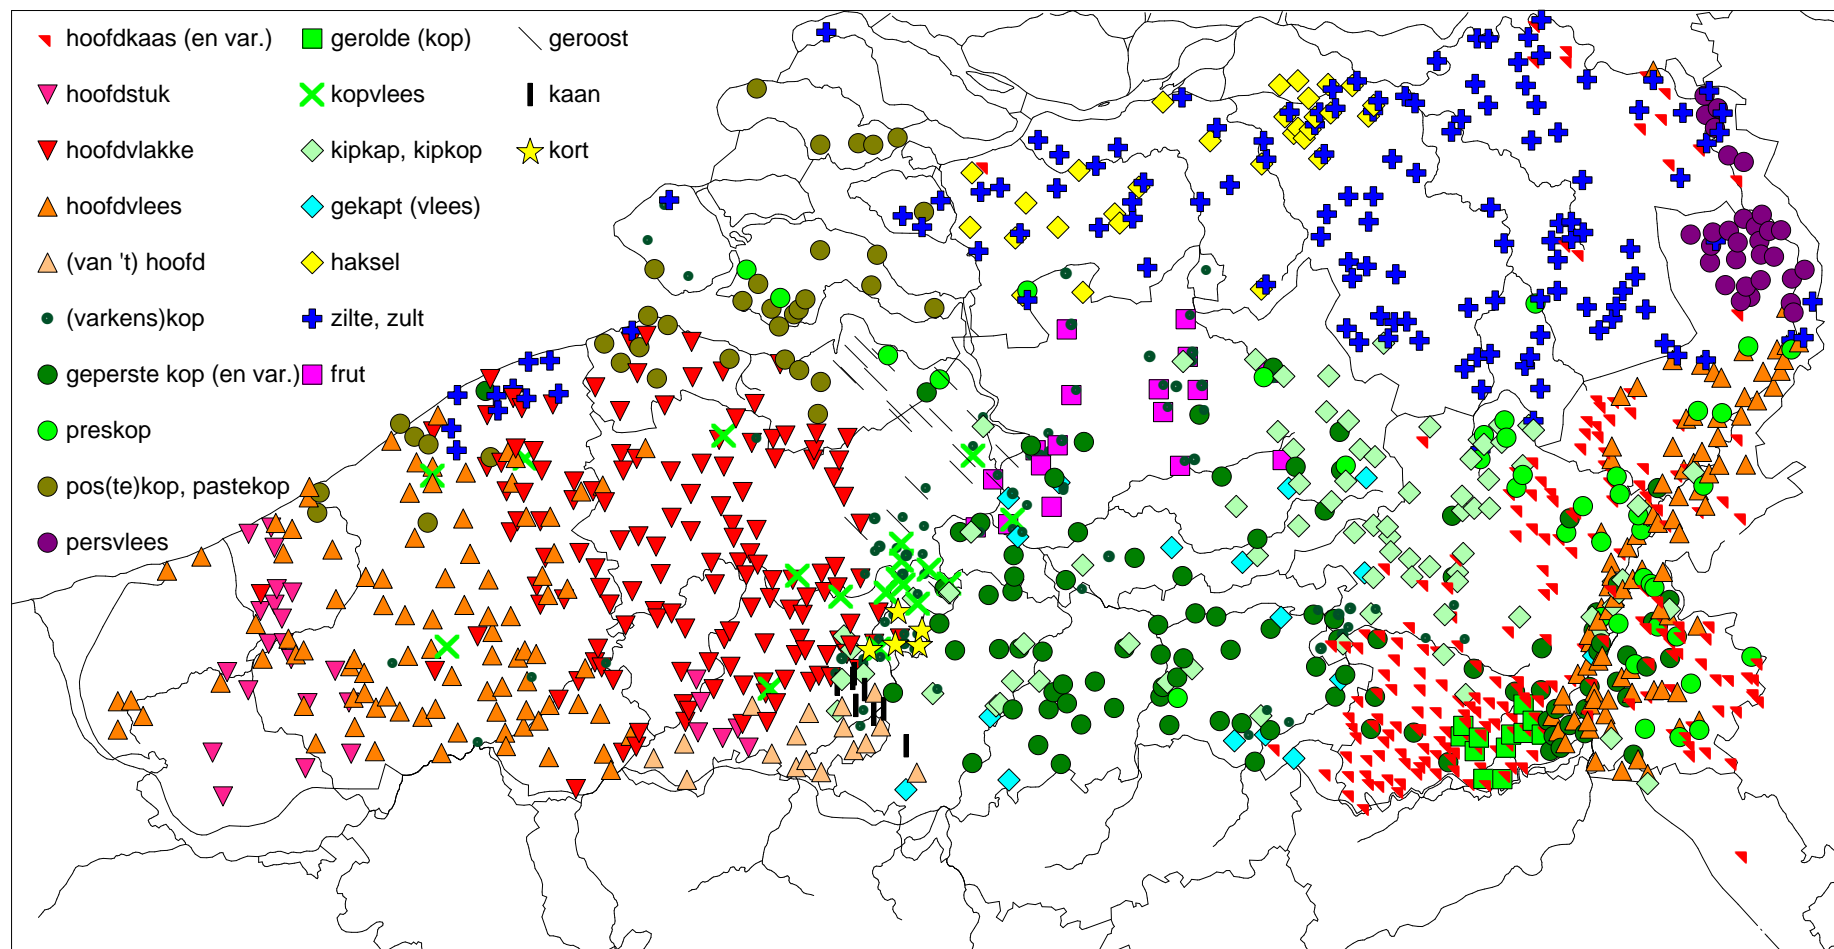 hoofdkaas (en var.)
hoofdstuk
hoofdvlakke
hoofdvlees
(van 't) hoofd
(varkens)kop
geperste kop (en var.)
preskop
pos(te)kop, pastekop
persvlees
gerolde (kop)
kopvlees
kipkap, kipkop
gekapt (vlees)
haksel
zilte, zult
frut
geroost
kaan
kort